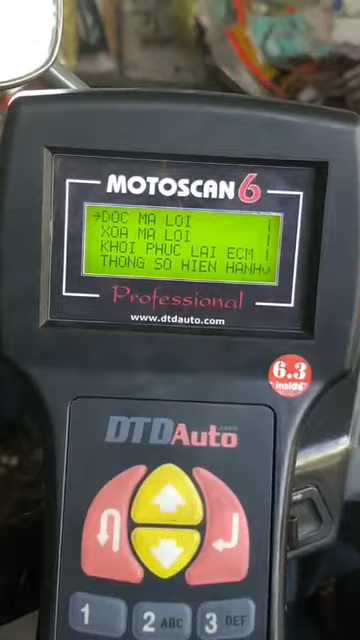 MOTOSCAN 6
→DOC MA LOI
XOA MA LOI
KHOI PHUC LAI ECM
THONG SO HIEN HANH
Professional
www.dtdauto.com
6.3
inside
DTDAuto.com
1
2 ABC
3 DEF